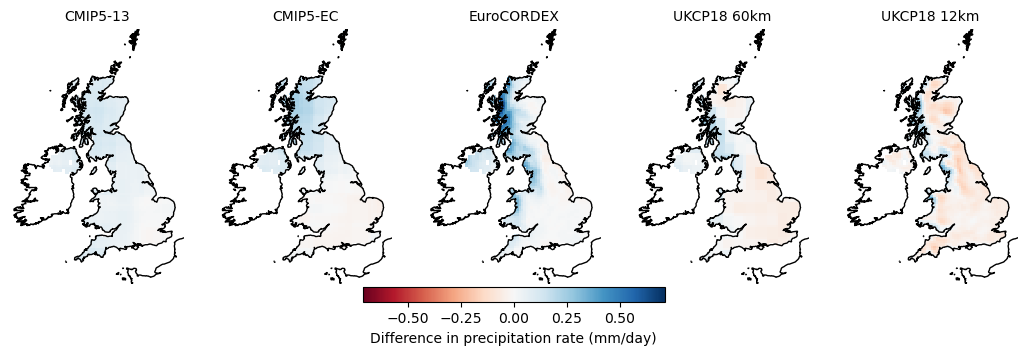 CMIP5-13 CMIP5-EC EuroCORDEX UKCP18 60km UKCP18 12km
−0.50 −0.25 0.00 0.25 0.50
Difference in precipitation rate (mm/day)